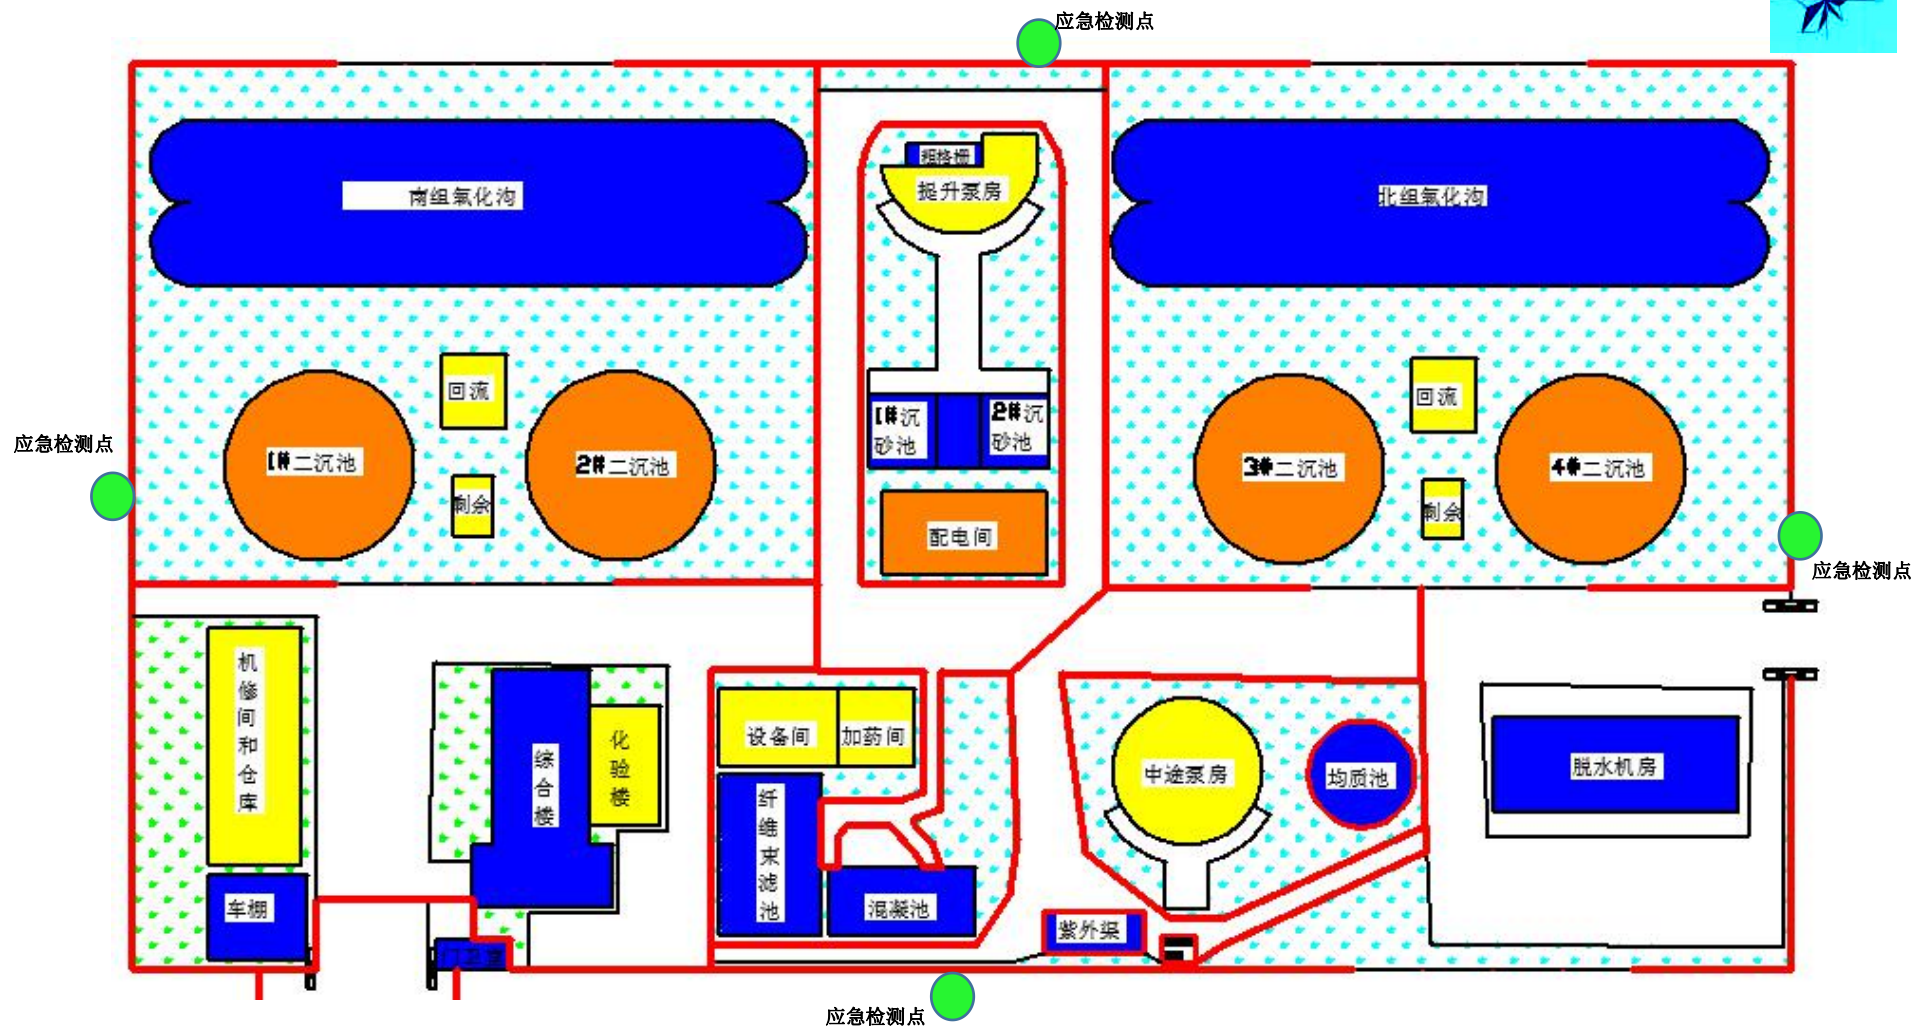 应急检测点
粗格栅
提升泵房
南组氧化沟
北组氧化沟
回流
回流
1#沉
砂池
2#沉
砂池
应急检测点
1#二沉池
2#二沉池
3#二沉池
4#二沉池
剩余
剩余
配电间
应急检测点
机
修
间
和
仓
库
综
合
楼
化
验
楼
设备间
加药间
中途泵房
均质池
脱水机房
纤
维
束
滤
池
车棚
混凝池
紫外渠
门卫室
应急检测点